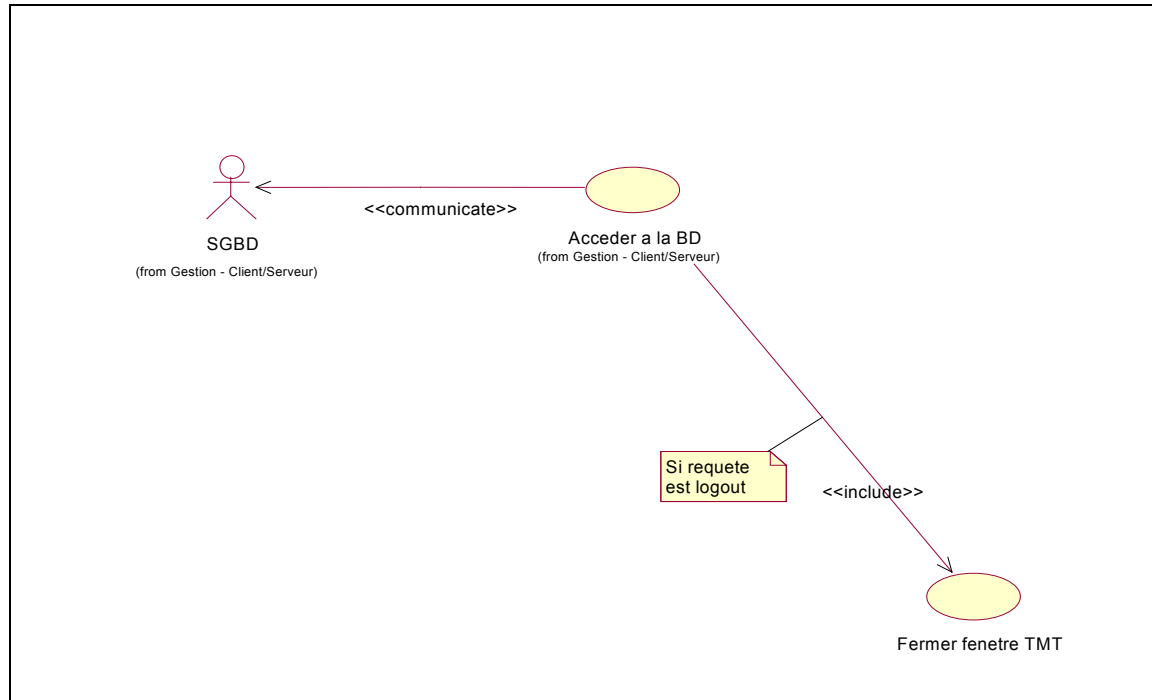 <<communicate>>
SGBD
(from Gestion - Client/Serveur)
Acceder a la BD
(from Gestion - Client/Serveur)
Si requete
est logout
<<include>>
Fermer fenetre TMT